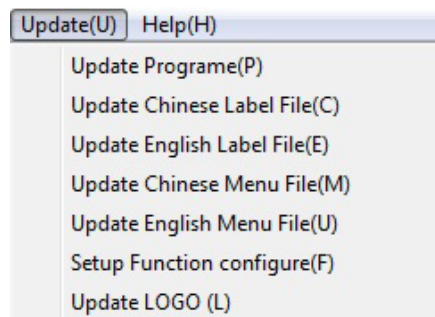 Update(U) Help(H)
Update Programe(P)
Update Chinese Label File(C)
Update English Label File(E)
Update Chinese Menu File(M)
Update English Menu File(U)
Setup Function configure(F)
Update LOGO (L)